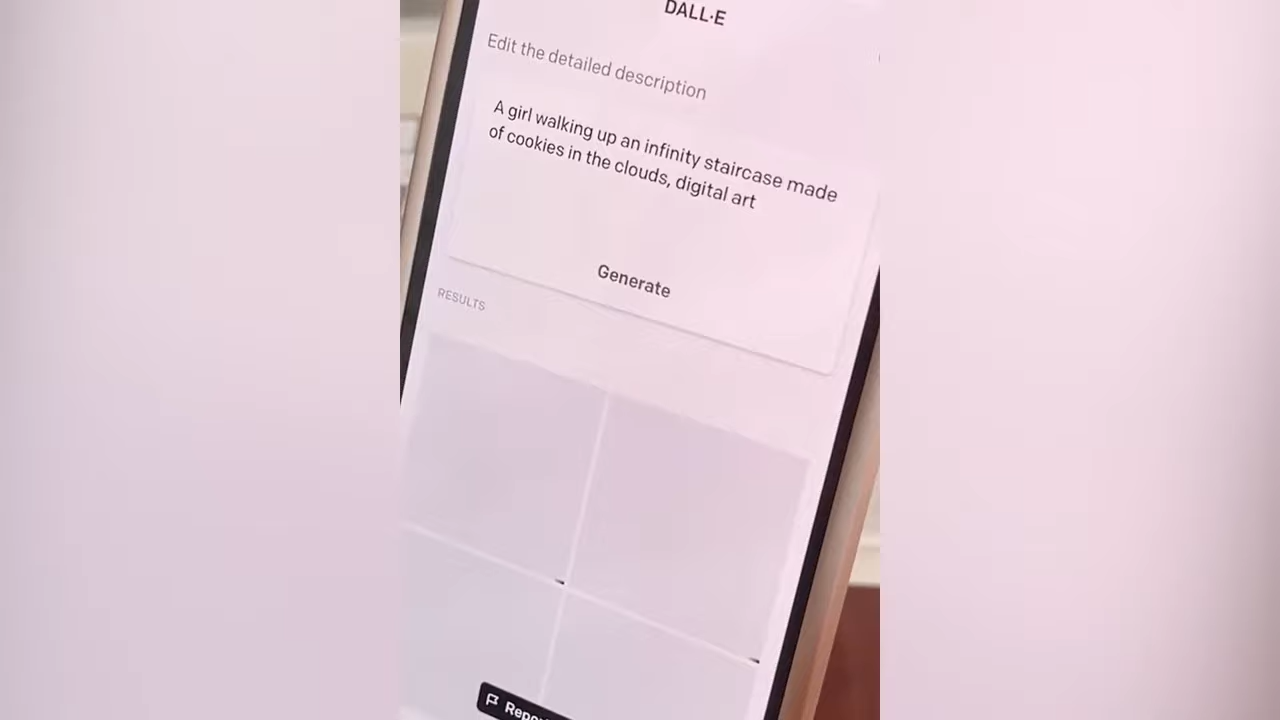 DALL·E
Edit the detailed description
A girl walking up an infinity staircase made
of cookies in the clouds, digital art
Generate
RESULTS